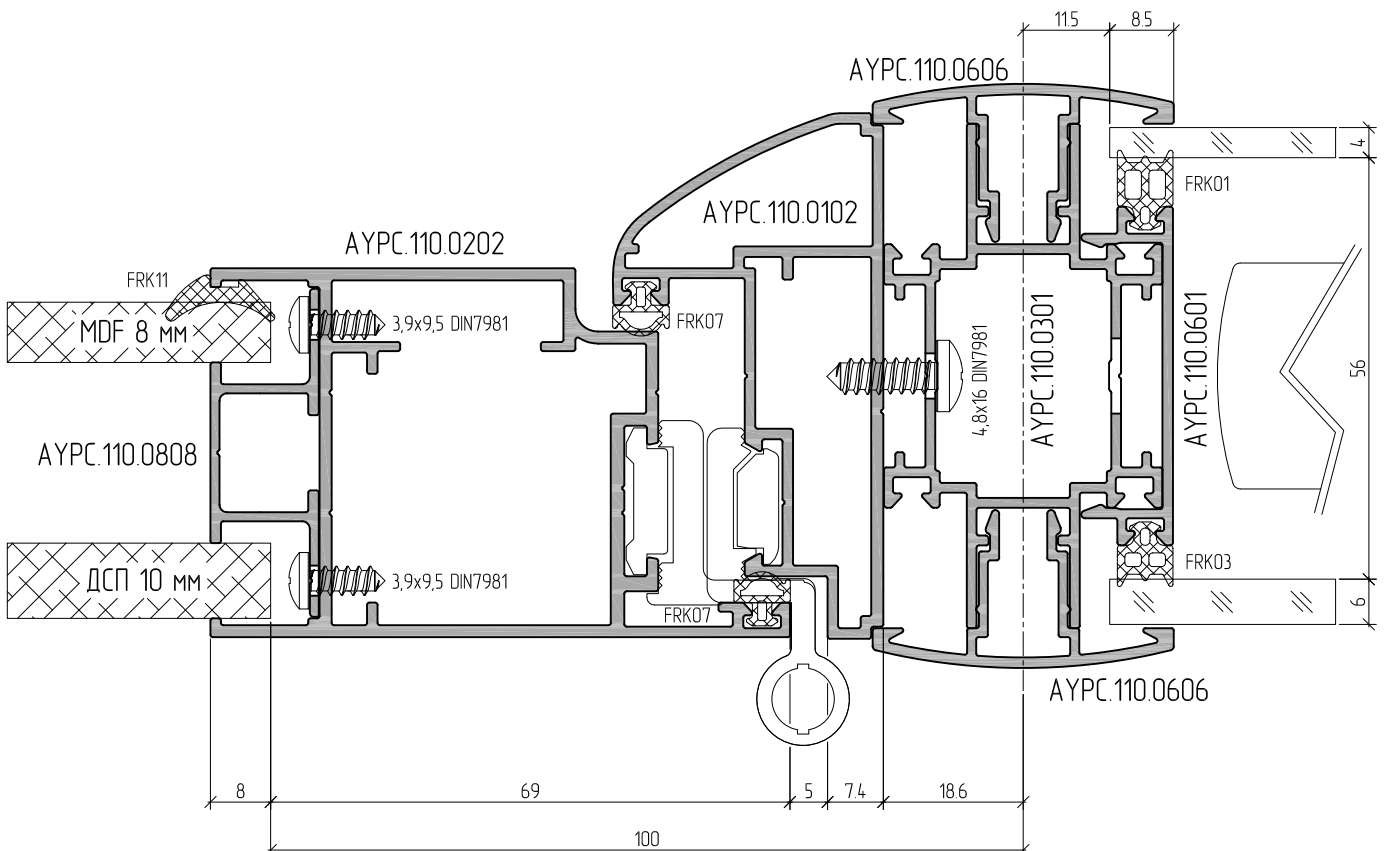 11.5
8.5
AYPC.110.0606
4
FRK01
AYPC.110.0102
AYPC.110.0202
FRK11
MDF 8 мм
3,9x9,5 DIN7981
FRK07
4,8x16 DIN7981
AYPC.110.0301
AYPC.110.0601
56
AYPC.110.0808
ДСП 10 мм
3,9x9,5 DIN7981
FRK07
FRK03
6
AYPC.110.0606
8
69
5
7.4
18.6
100